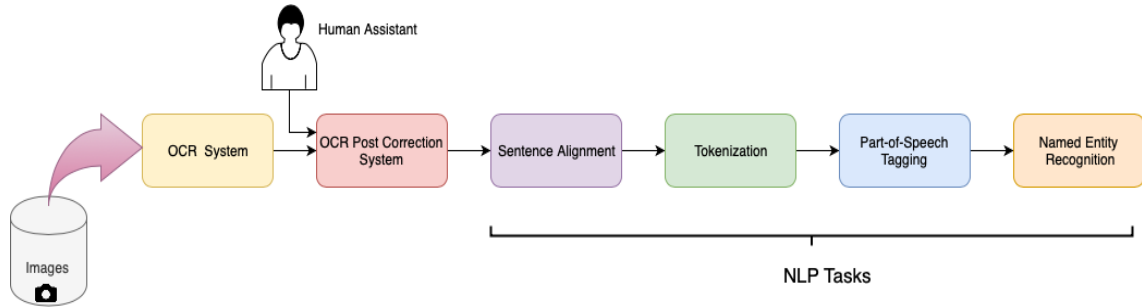 Human Assistant
OCR  System
OCR Post Correction
System
Sentence Alignment
Tokenization
Part-of-Speech
Tagging
Named Entity
Recognition
Images
NLP Tasks